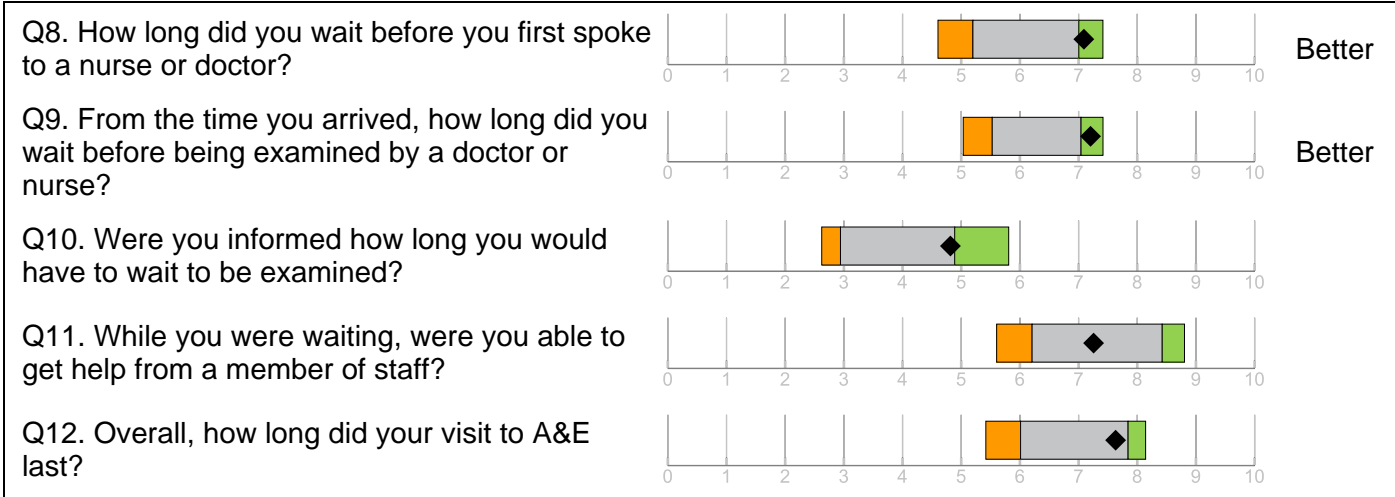 Q8. How long did you wait before you first spoke
to a nurse or doctor?
Better
0 1 2 3 4 5 6 7 8 9 10
Q9. From the time you arrived, how long did you
wait before being examined by a doctor or
nurse?
Better
0 1 2 3 4 5 6 7 8 9 10
Q10. Were you informed how long you would
have to wait to be examined?
0 1 2 3 4 5 6 7 8 9 10
Q11. While you were waiting, were you able to
get help from a member of staff?
0 1 2 3 4 5 6 7 8 9 10
Q12. Overall, how long did your visit to A&E
last?
0 1 2 3 4 5 6 7 8 9 10